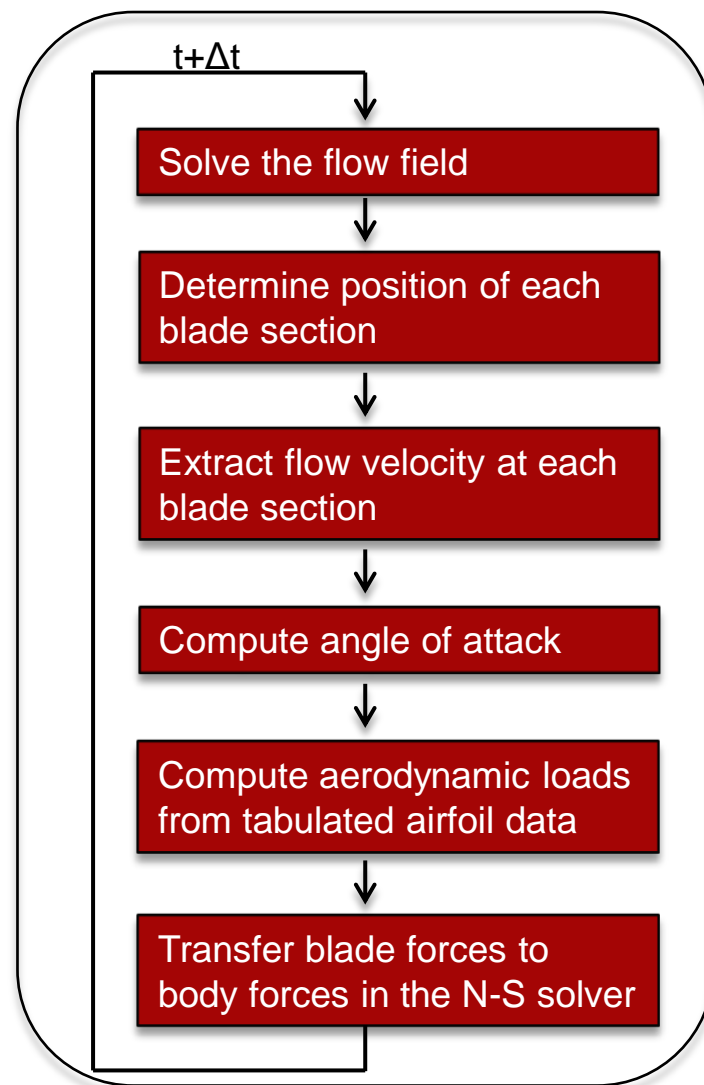 t+Δt
Solve the flow field
Determine position of each
blade section
Extract flow velocity at each
blade section
Compute angle of attack
Compute aerodynamic loads
from tabulated airfoil data
Transfer blade forces to
body forces in the N-S solver